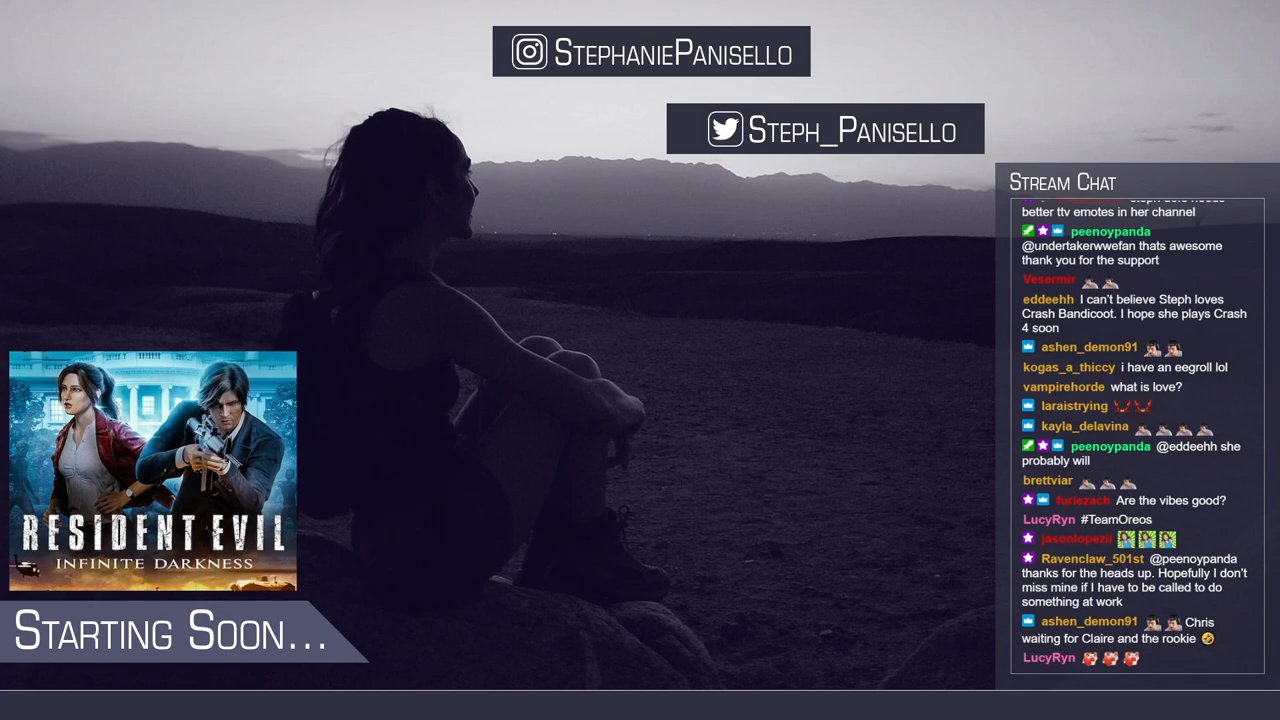 StephaniePanisello
Steph_Panisello
Stream Chat
better ttv emotes in her channel
peenoypanda
@undertakerwwefan thats awesome
thank you for the support
Vesermir
eddeehh I can't believe Steph loves
Crash Bandicoot. I hope she plays Crash
4 soon
ashen_demon91
kogas_a_thiccy i have an eegroll lol
vampirehorde what is love?
laraistrying
kayla_delavina
peenoypanda @eddeehh she
probably will
brettviar
furiezach Are the vibes good?
LucyRyn #TeamOreos
jasonlopezii
Ravenclaw_501st @peenoypanda
thanks for the heads up. Hopefully I don't
miss mine if I have to be called to do
something at work
ashen_demon91 Chris
waiting for Claire and the rookie 🤣
LucyRyn
RESIDENT EVIL
INFINITE DARKNESS
Starting Soon...